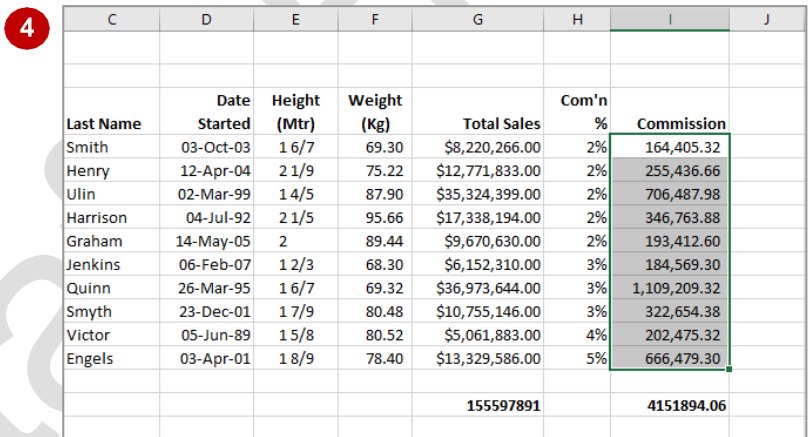 4
C D E F G H I J
Date Height Weight Com'n
Last Name Started (Mtr) (Kg) Total Sales % Commission
Smith 03-Oct-03 1 6/7 69.30 $8,220,266.00 2% 164,405.32
Henry 12-Apr-04 2 1/9 75.22 $12,771,833.00 2% 255,436.66
Ulin 02-Mar-99 1 4/5 87.90 $35,324,399.00 2% 706,487.98
Harrison 04-Jul-92 2 1/5 95.66 $17,338,194.00 2% 346,763.88
Graham 14-May-05 2 89.44 $9,670,630.00 2% 193,412.60
Jenkins 06-Feb-07 1 2/3 68.30 $6,152,310.00 3% 184,569.30
Quinn 26-Mar-95 1 6/7 69.32 $36,973,644.00 3% 1,109,209.32
Smyth 23-Dec-01 1 7/9 80.48 $10,755,146.00 3% 322,654.38
Victor 05-Jun-89 1 5/8 80.52 $5,061,883.00 4% 202,475.32
Engels 03-Apr-01 1 8/9 78.40 $13,329,586.00 5% 666,479.30
155597891 4151894.06